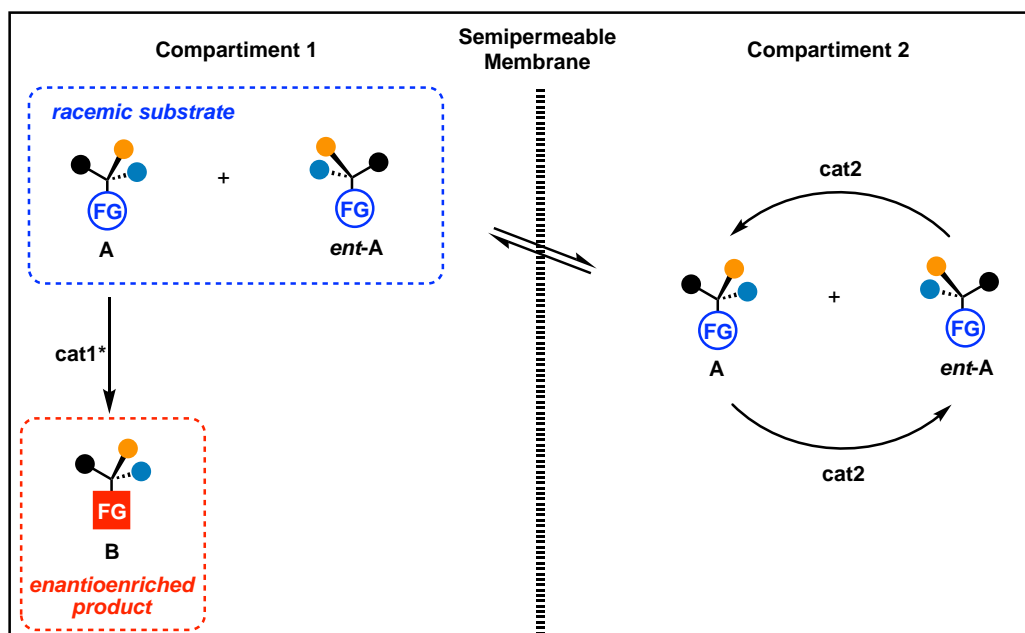 Compartiment 1
Semipermeable
Membrane
Compartiment 2
racemic substrate
+
FG
FG
A
ent-A
cat1*
FG
B
enantioenriched
product
cat2
+
FG
FG
A
ent-A
cat2